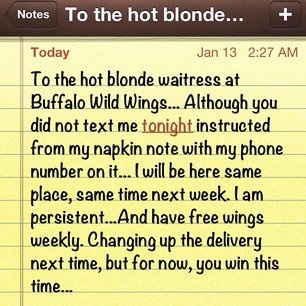 Notes To the hot blonde... +
Today Jan 13 2:27 AM
To the hot blonde waitress at
Buffalo Wild Wings... Although you
did not text me tonight instructed
from my napkin note with my phone
number on it... I will be here same
place, same time next week. I am
persistent...And have free wings
weekly. Changing up the delivery
next time, but for now, you win this
time...